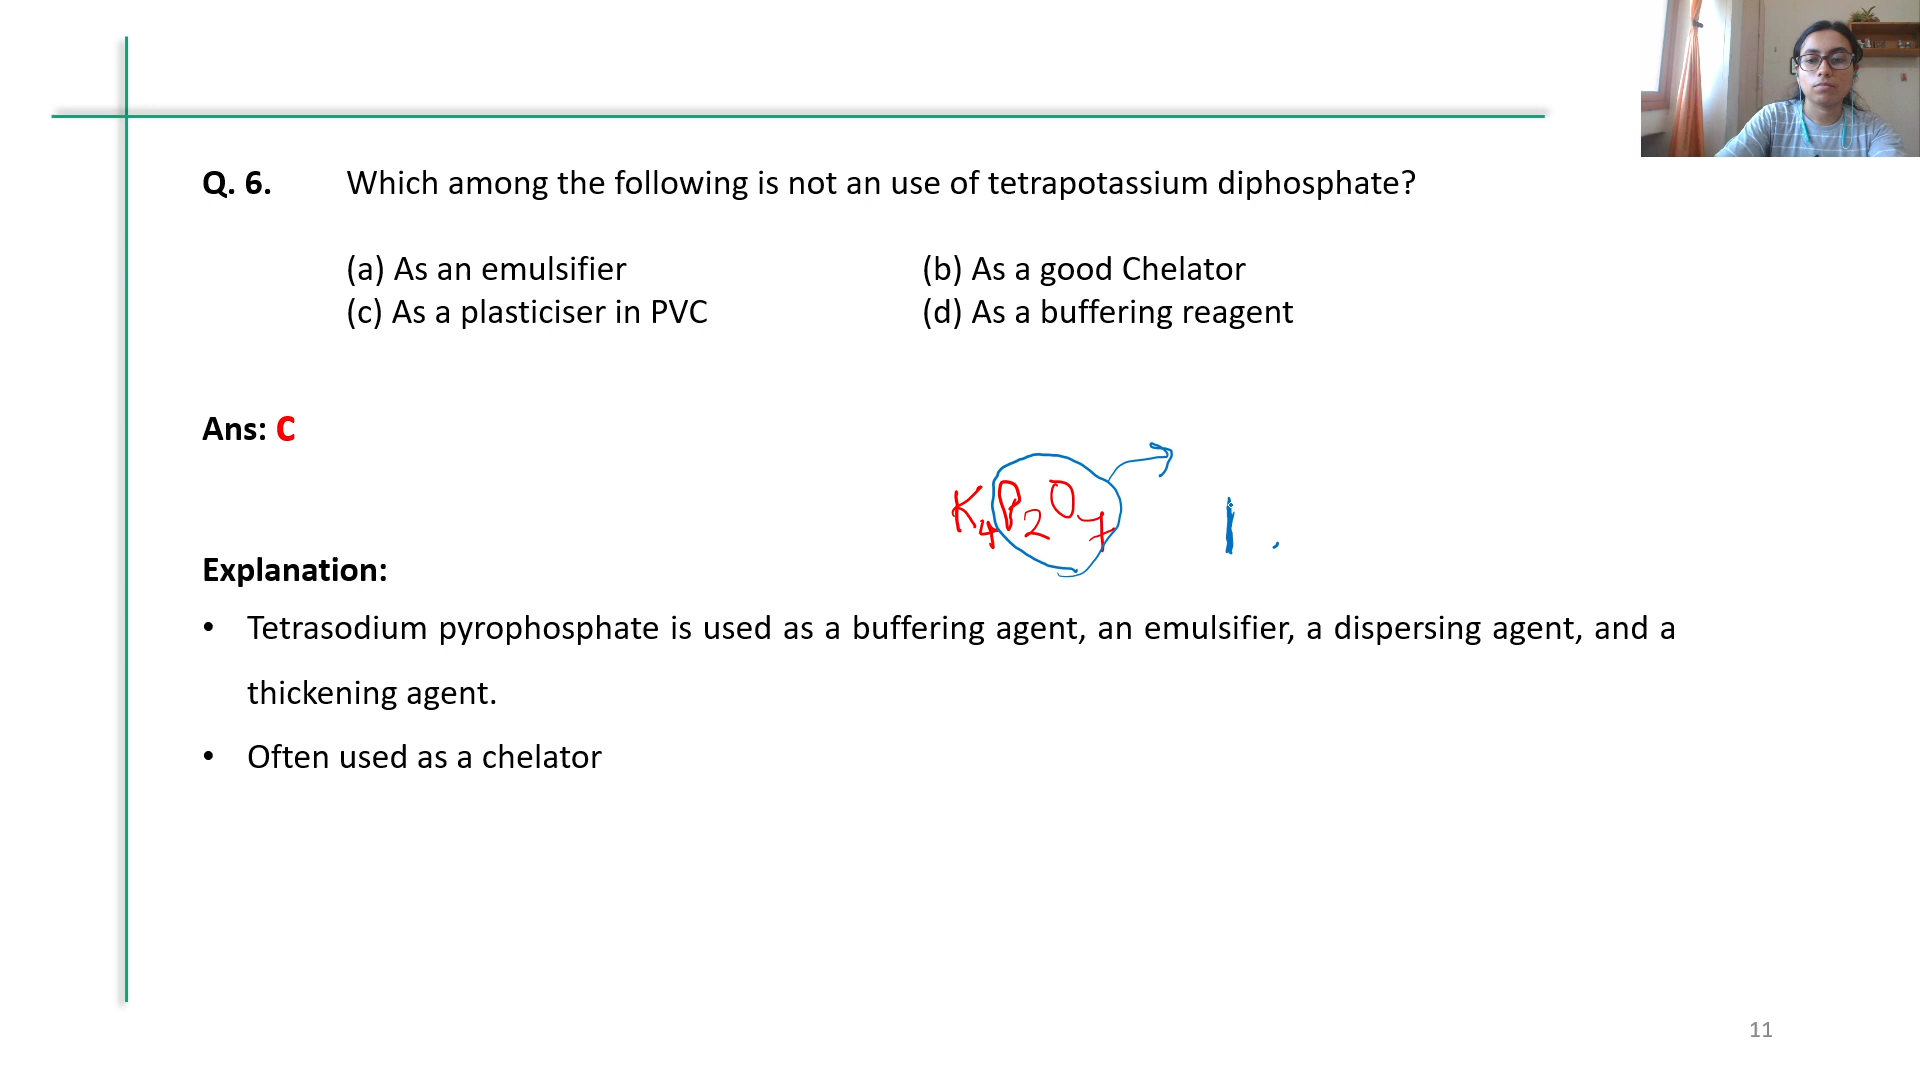 Q. 6. Which among the following is not an use of tetrapotassium diphosphate?
(a) As an emulsifier (b) As a good Chelator
(c) As a plasticiser in PVC (d) As a buffering reagent
Ans: C
K4P2O7
Explanation:
• Tetrasodium pyrophosphate is used as a buffering agent, an emulsifier, a dispersing agent, and a
thickening agent.
• Often used as a chelator
11